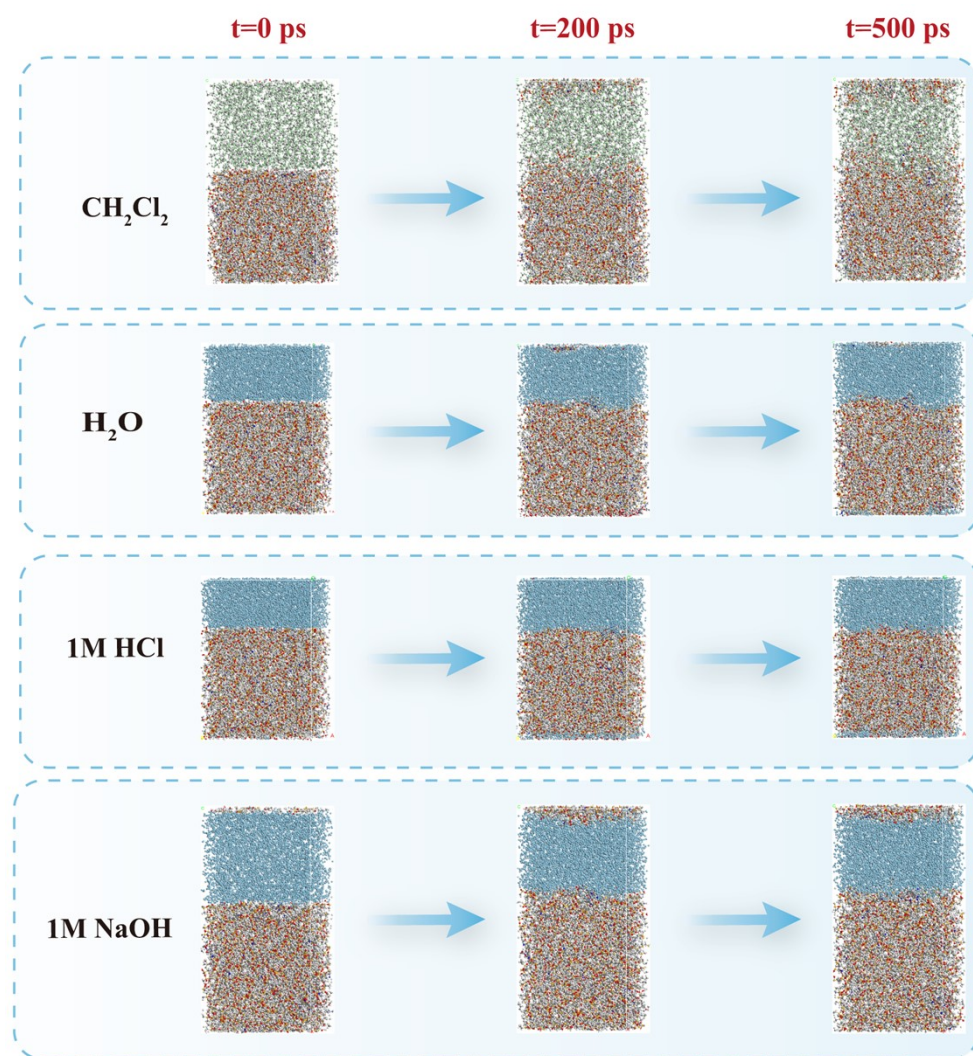 t=0 ps t=200 ps t=500 ps
CH₂Cl₂
H₂O
1M HCl
1M NaOH